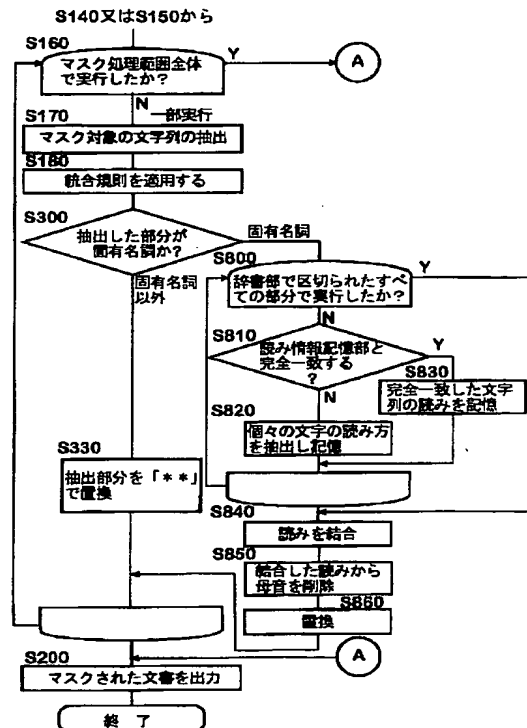 S140又はS150から
S160
マスク処理範囲全体
で実行したか?
Y
A
N
一部実行
S170
マスク対象の文字列の抽出
S180
統合規則を適用する
S300
抽出した部分が
固有名詞か?
固有名詞
固有名詞
以外
S800
辞書部で区切られたすべ
ての部分で実行したか?
Y
N
S810
読み情報記憶部と
完全一致する
?
Y
S830
完全一致した文字
列の読みを記憶
N
S820
個々の文字の読み方
を抽出し記憶
S330
抽出部分を「**」
で置換
S840
読みを結合
S850
結合した読みから
母音を削除
S860
置換
S200
A
マスクされた文書を出力
終了